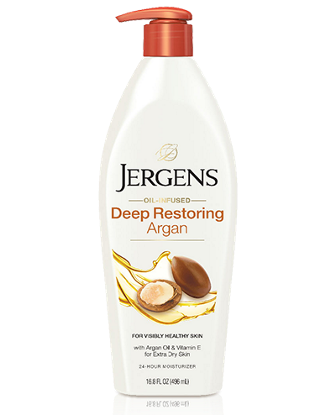 JERGENS
OIL-INFUSED
Deep Restoring
Argan
FOR VISIBLY HEALTHY SKIN
with Argan Oil & Vitamin E
for Extra Dry Skin
24-HOUR MOISTURIZER
16.8 FL OZ (496 mL)